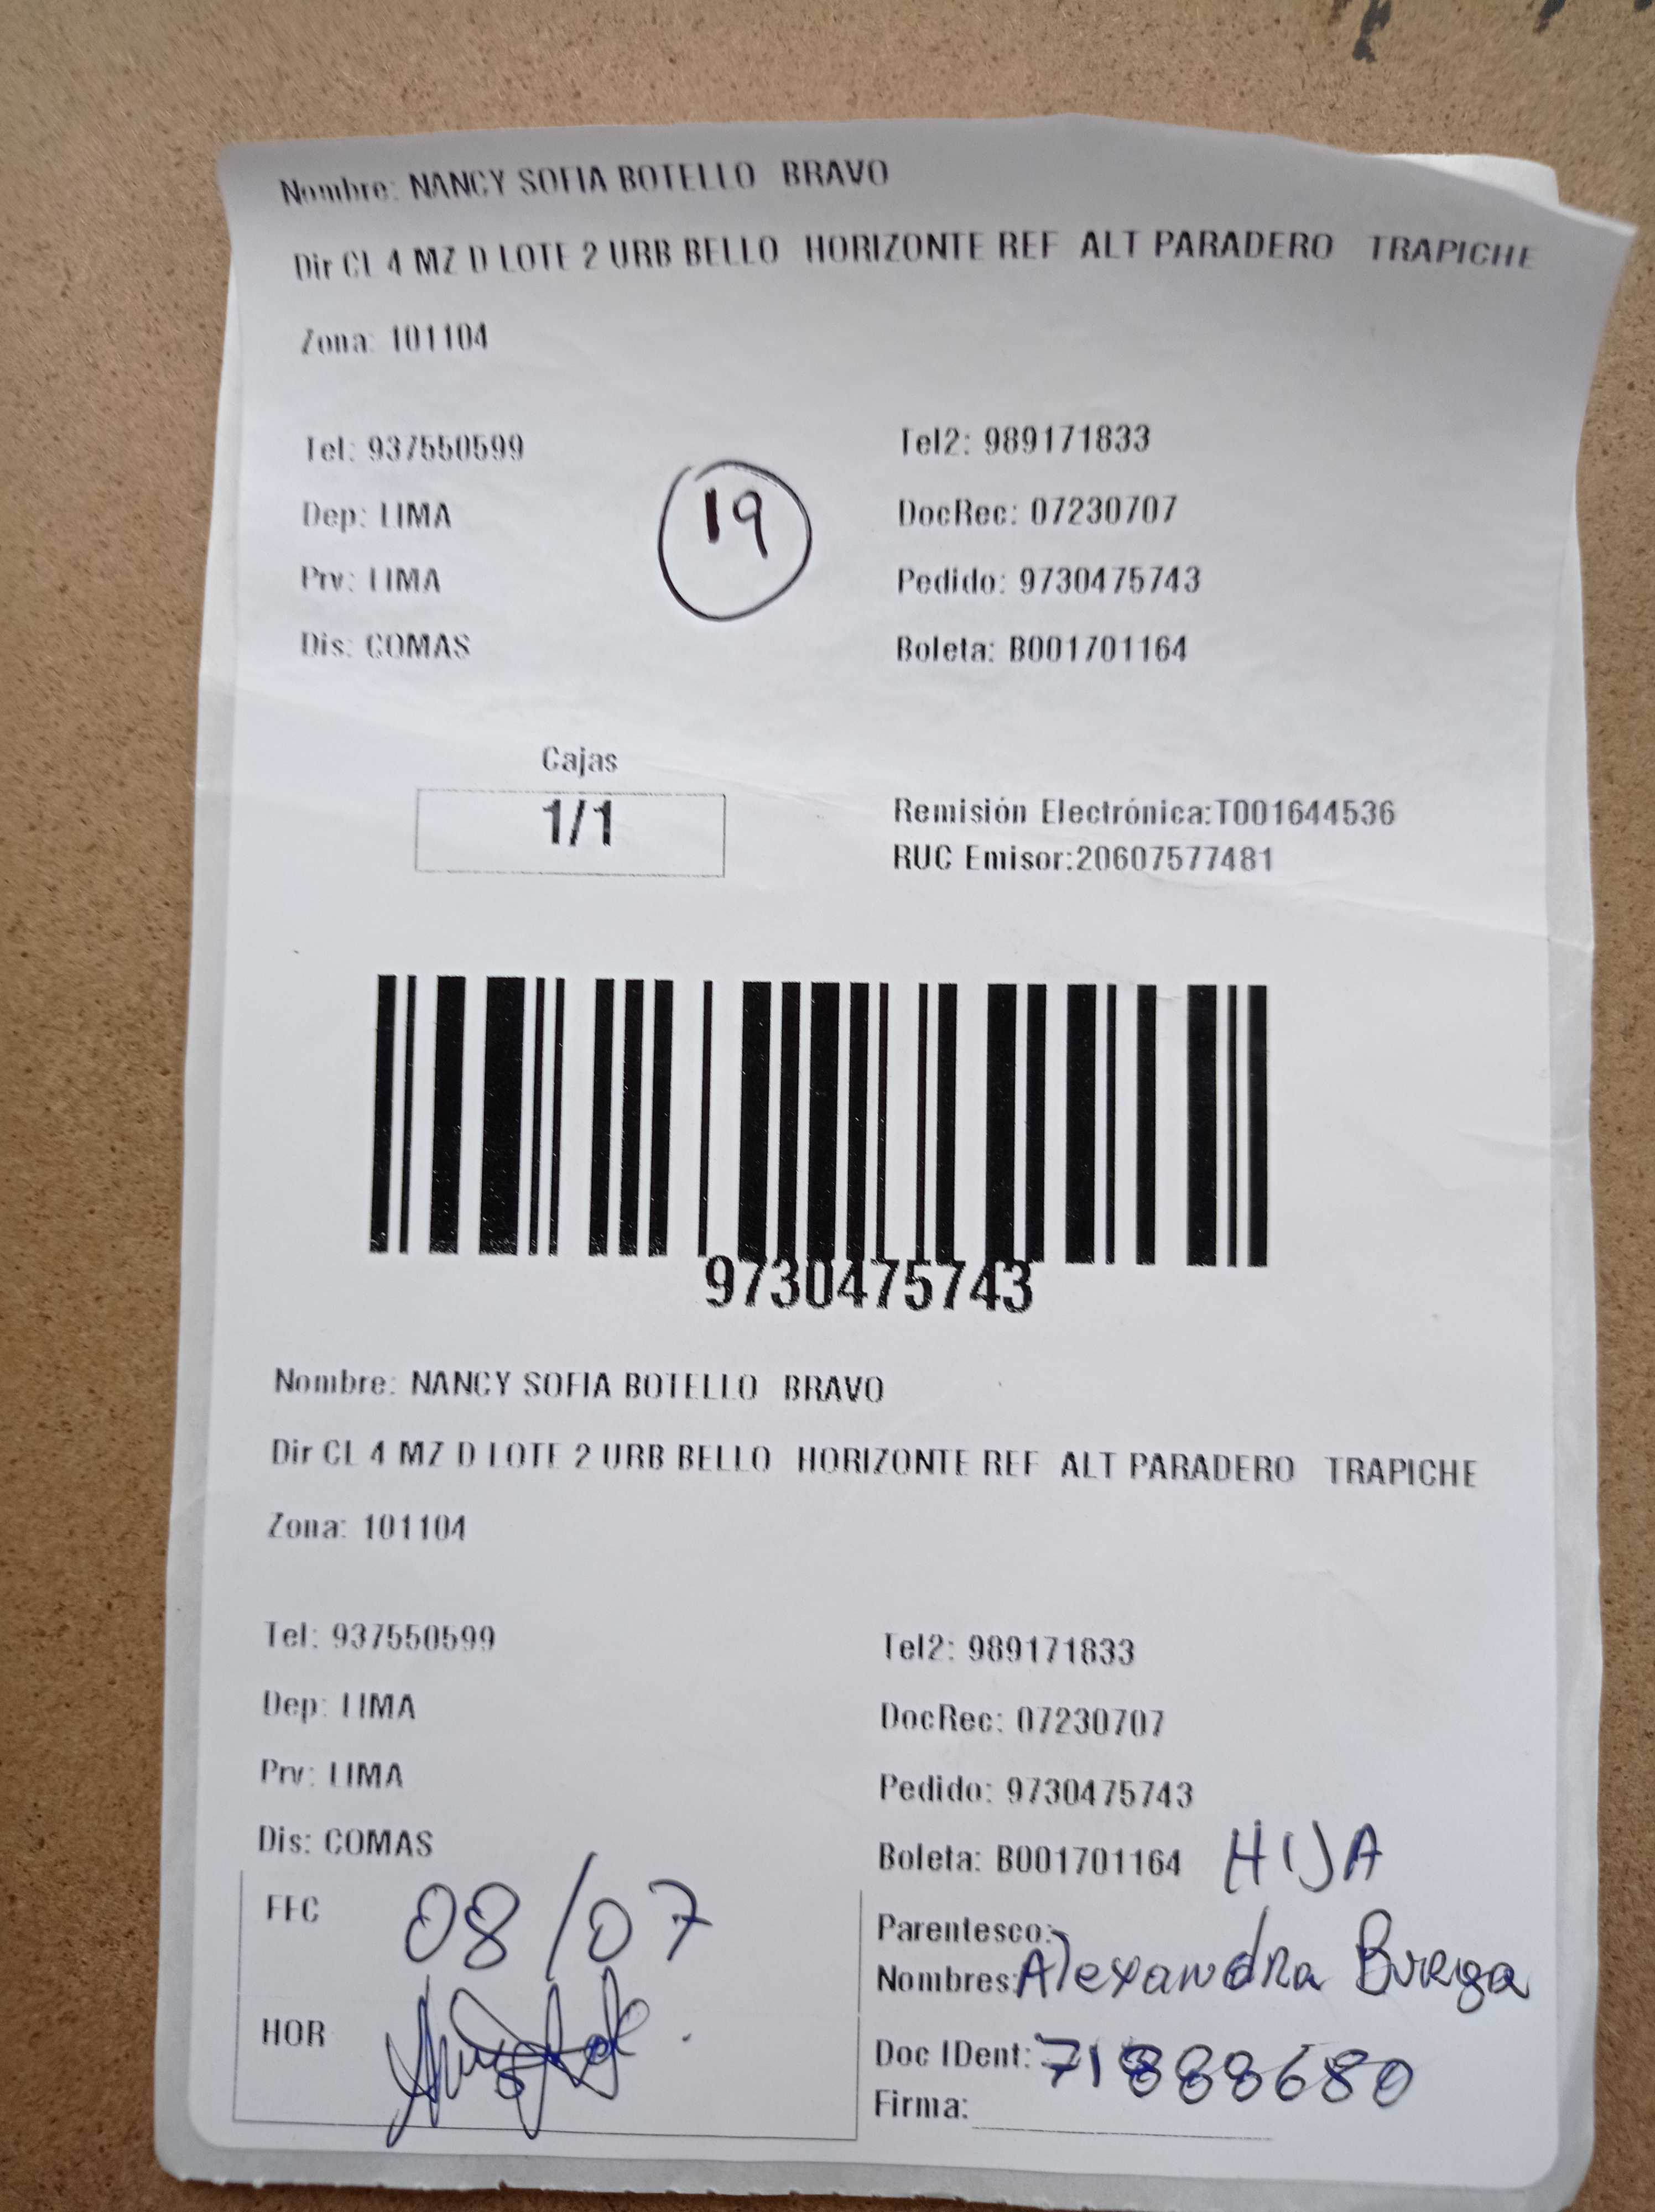 Nombre: NANCY SOFIA BOTELLO BRAVO
Dir CL 4 MZ D LOTE 2 URB BELLO HORIZONTE REF ALT PARADERO TRAPICHE
Zona: 101104
Tel: 937550599 Tel2: 989171833
19
Dep: LIMA DocRec: 07230707
Prv: LIMA Pedido: 9730475743
Dis: COMAS Boleta: B001701164
Cajas
1/1
Remisión Electrónica:T001644536
RUC Emisor:20607577481
9730475743
Nombre: NANCY SOFIA BOTELLO BRAVO
Dir CL 4 MZ D LOTE 2 URB BELLO HORIZONTE REF ALT PARADERO TRAPICHE
Zona: 101104
Tel: 937550599 Tel2: 989171833
Dep: LIMA DocRec: 07230707
Prv: LIMA Pedido: 9730475743
Dis: COMAS Boleta: B001701164 HIJA
FEC 08/07 Parentesco:
Nombres: Alexandra
HOR Doc IDent: 71888680
Firma: